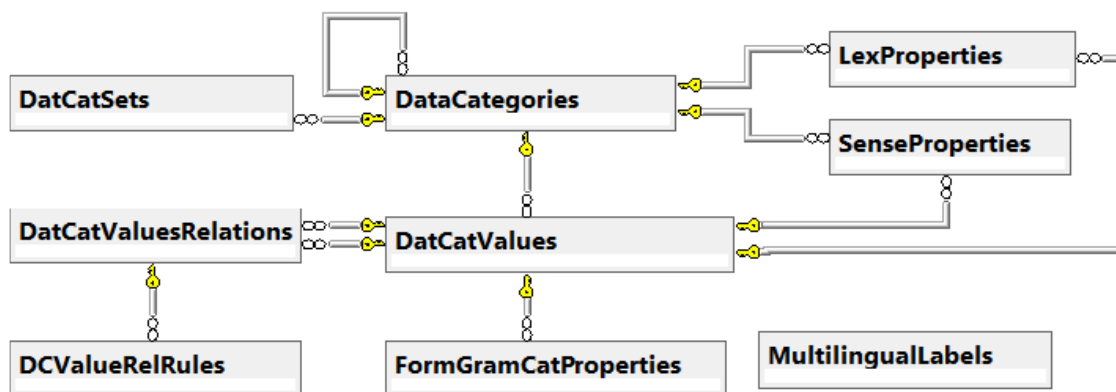 LexProperties
DatCatSets
DataCategories
SenseProperties
DatCatValuesRelations
DatCatValues
DCValueRelRules
FormGramCatProperties
MultilingualLabels